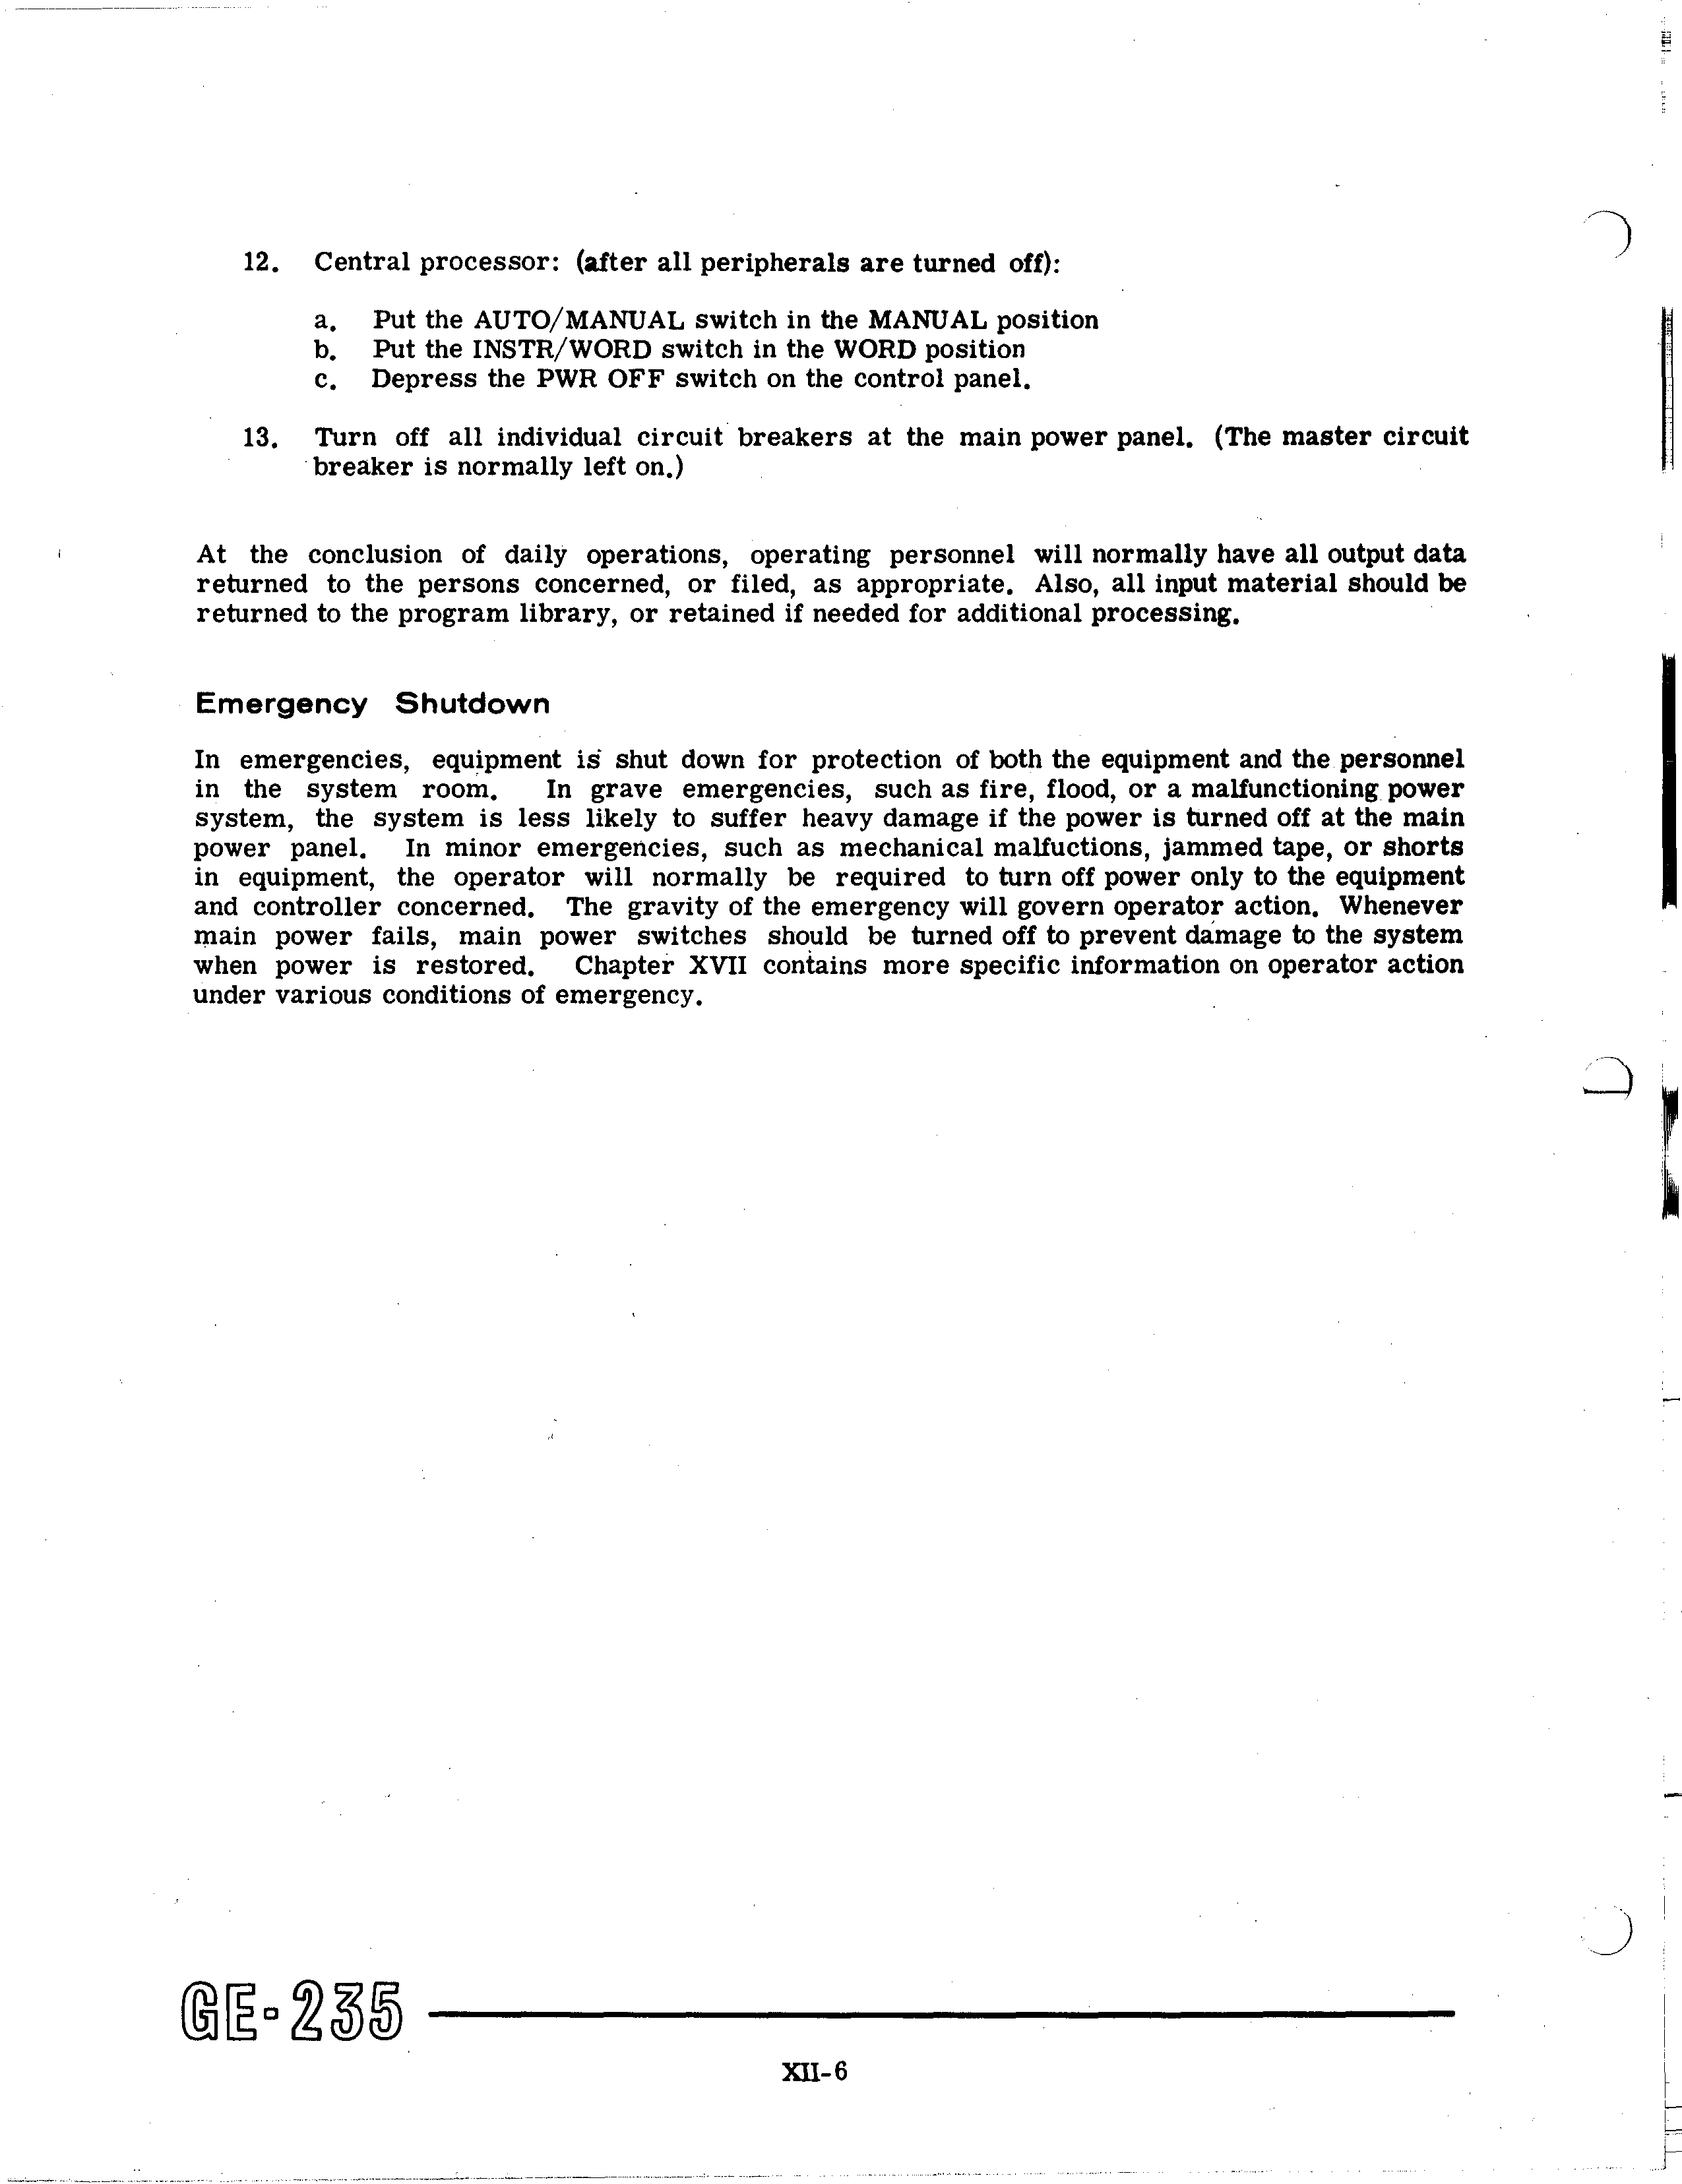 12. Central processor: (after all peripherals are turned off):
a. Put the AUTO/MANUAL switch in the MANUAL position
b. Put the INSTR/WORD switch in the WORD position
c. Depress the PWR OFF switch on the control panel.
13. Turn off all individual circuit breakers at the main power panel. (The master circuit
breaker is normally left on.)
At the conclusion of daily operations, operating personnel will normally have all output data
returned to the persons concerned, or filed, as appropriate. Also, all input material should be
returned to the program library, or retained if needed for additional processing.
Emergency Shutdown
In emergencies, equipment is shut down for protection of both the equipment and the personnel
in the system room. In grave emergencies, such as fire, flood, or a malfunctioning power
system, the system is less likely to suffer heavy damage if the power is turned off at the main
power panel. In minor emergencies, such as mechanical malfuctions, jammed tape, or shorts
in equipment, the operator will normally be required to turn off power only to the equipment
and controller concerned. The gravity of the emergency will govern operator action. Whenever
main power fails, main power switches should be turned off to prevent damage to the system
when power is restored. Chapter XVII contains more specific information on operator action
under various conditions of emergency.
GE-235
XII-6